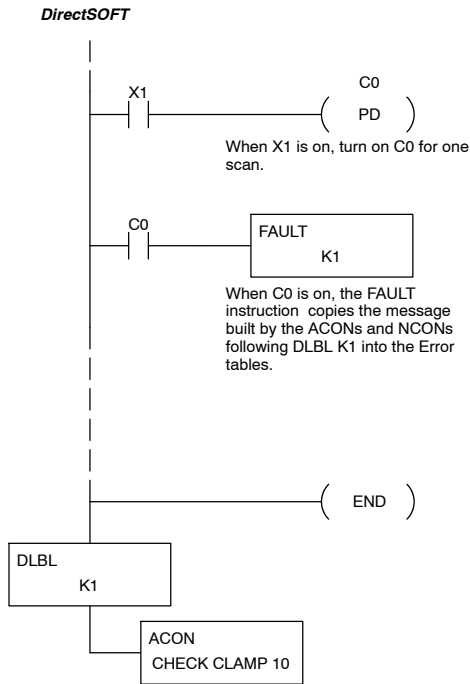 DirectSOFT
X1
C0
PD
When X1 is on, turn on C0 for one
scan.
C0
FAULT
K1
When C0 is on, the FAULT
instruction copies the message
built by the ACONs and NCONs
following DLBL K1 into the Error
tables.
END
DLBL
K1
ACON
CHECK CLAMP 10